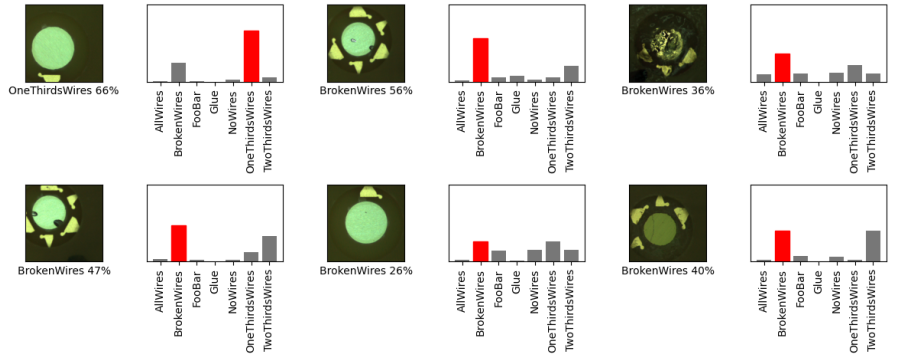 OneThirdsWires 66%
AllWires
BrokenWires
FooBar
Glue
NoWires
OneThirdsWires
TwoThirdsWires
BrokenWires 56%
AllWires
BrokenWires
FooBar
Glue
NoWires
OneThirdsWires
TwoThirdsWires
BrokenWires 36%
AllWires
BrokenWires
FooBar
Glue
NoWires
OneThirdsWires
TwoThirdsWires
BrokenWires 47%
AllWires
BrokenWires
FooBar
Glue
NoWires
OneThirdsWires
TwoThirdsWires
BrokenWires 26%
AllWires
BrokenWires
FooBar
Glue
NoWires
OneThirdsWires
TwoThirdsWires
BrokenWires 40%
AllWires
BrokenWires
FooBar
Glue
NoWires
OneThirdsWires
TwoThirdsWires